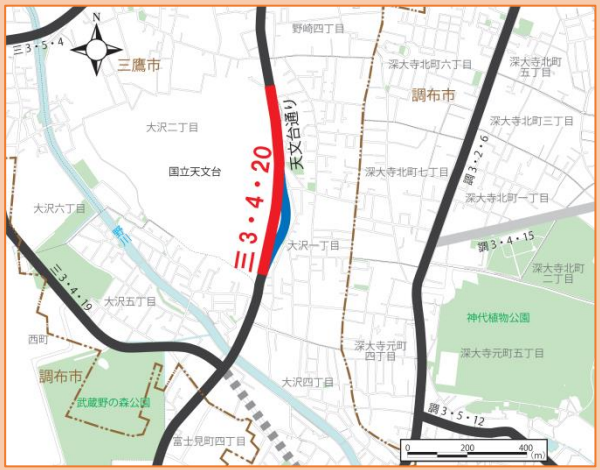 N
三3・5・4
野崎四丁目
三鷹市
深大寺北町六丁目
深大寺北町
五丁目
調布市
大沢二丁目
天文台通り
深大寺北町三丁目
調3・2・6
国立天文台
三3・4・20
深大寺北町七丁目
深大寺北町一丁目
大沢六丁目
野川
大沢一丁目
調3・4・15
深大寺北町
二丁目
三3・4・19
大沢五丁目
神代植物公園
西町
深大寺元町
四丁目
深大寺元町五丁目
調布市
大沢四丁目
武蔵野の森公園
調3・5・12
富士見町四丁目
0 200 400
(m)